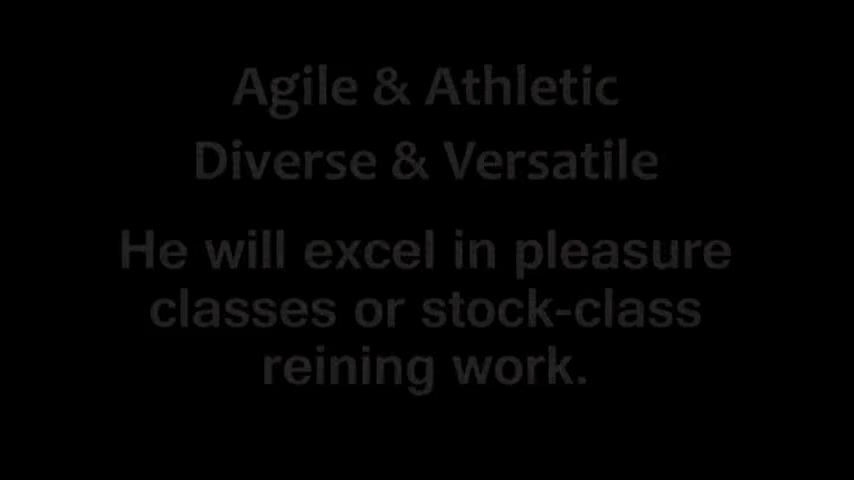 Agile & Athletic
Diverse & Versatile
He will excel in pleasure
classes or stock-class
reining work.